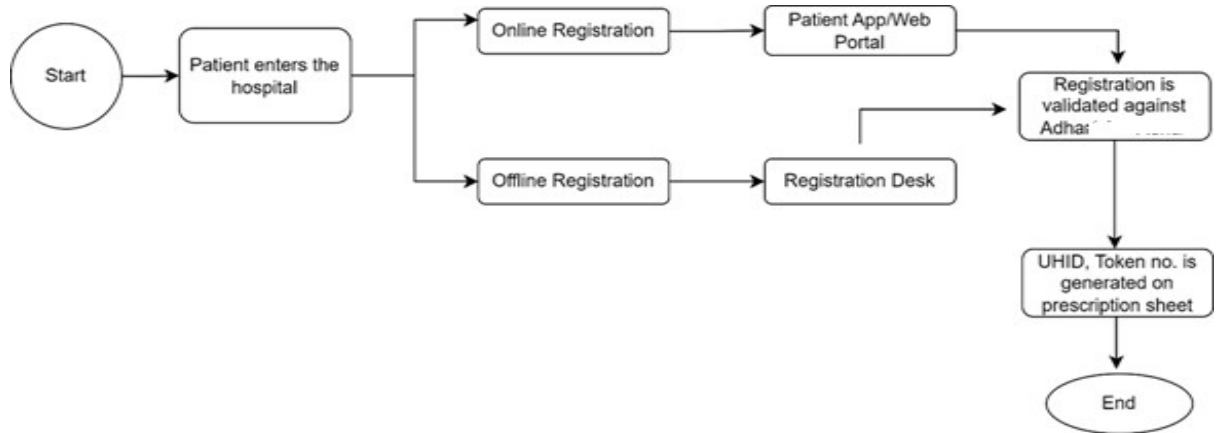 Start
Patient enters the
hospital
Online Registration
Patient App/Web
Portal
Offline Registration
Registration Desk
Registration is
validated against
UHID, Token no. is
generated on
prescription sheet
End